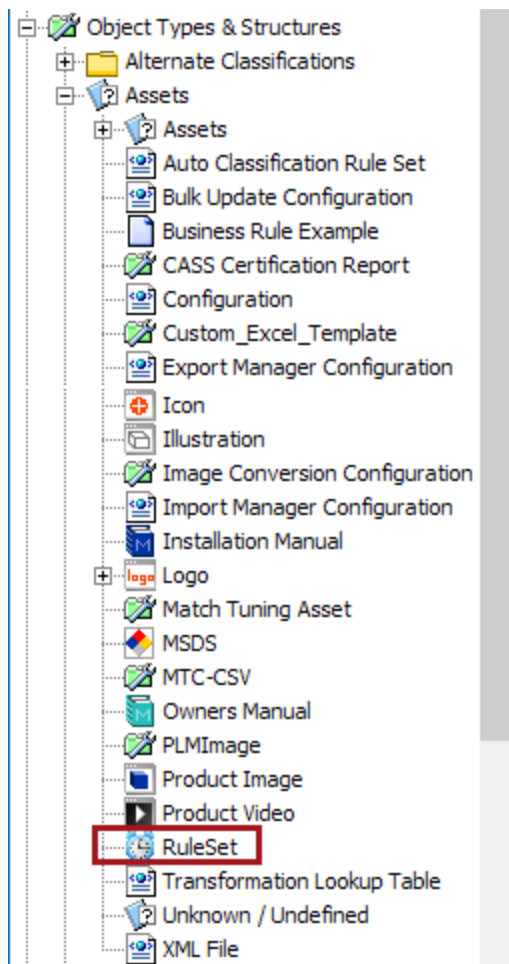 Object Types & Structures
Alternate Classifications
Assets
Assets
Auto Classification Rule Set
Bulk Update Configuration
Business Rule Example
CASS Certification Report
Configuration
Custom_Excel_Template
Export Manager Configuration
Icon
Illustration
Image Conversion Configuration
Import Manager Configuration
M Installation Manual
logo Logo
Match Tuning Asset
MSDS
MTC-CSV
M Owners Manual
PLMImage
Product Image
Product Video
RuleSet
Transformation Lookup Table
Unknown / Undefined
XML File